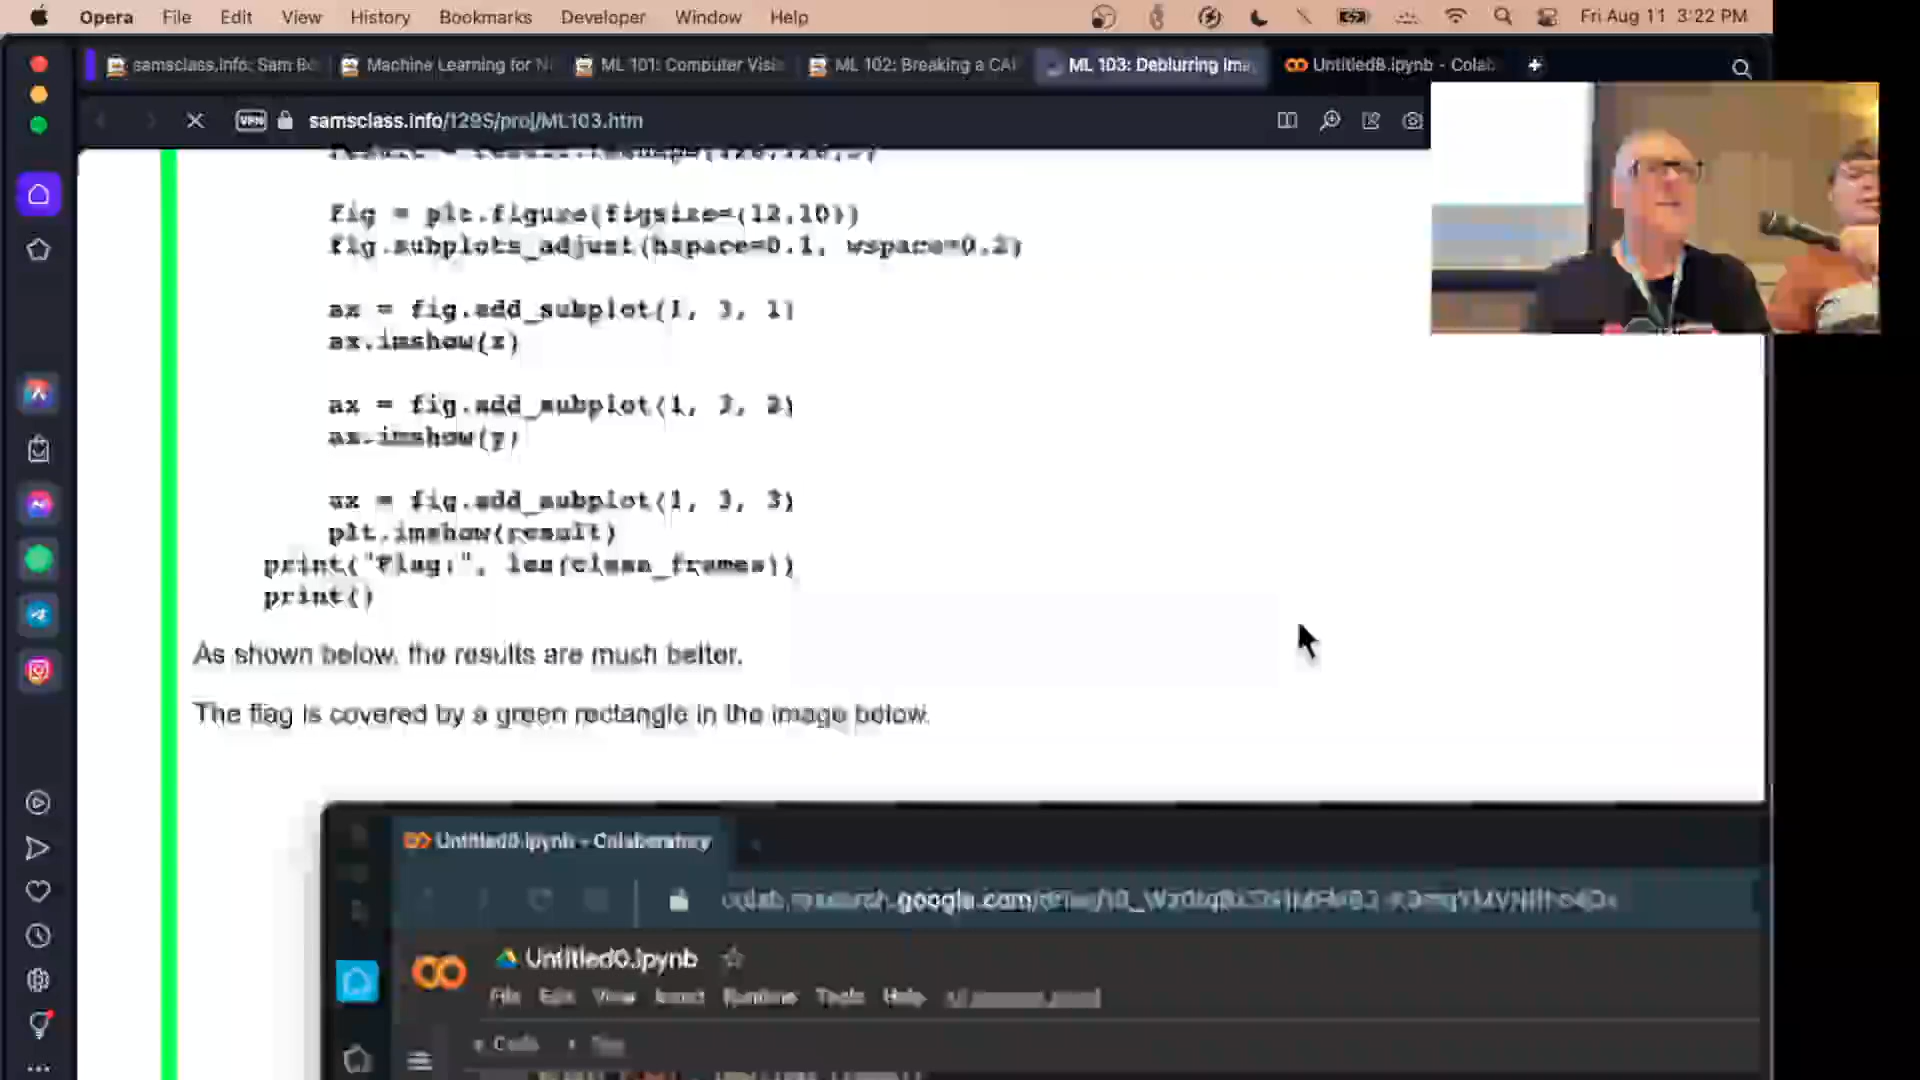 Opera File Edit View History Bookmarks Developer Window Help Fri Aug 11 3:22 PM
samsclass.info: Sam Bo Machine Learning for N ML 101: Computer Visi ML 102: Breaking a CA ML 103: Deblurring Ima Untitled8.ipynb - Colab
VPN samsclass.info/129S/proj/ML103.htm
fig = plt.figure(figsize=(12,10))
fig.subplots_adjust(hspace=0.1, wspace=0.2)
ax = fig.add_subplot(1, 3, 1)
ax.imshow(x)
ax = fig.add_subplot(1, 3, 2)
ax.imshow(y)
ax = fig.add_subplot(1, 3, 3)
plt.imshow(result)
print("Flag:", len(clean_frames))
print()
As shown below, the results are much better.
The flag is covered by a green rectangle in the image below.
Untitled0.ipynb - Colaboratory
Untitled0.ipynb
File Edit View Insert Runtime Tools Help
+ Code